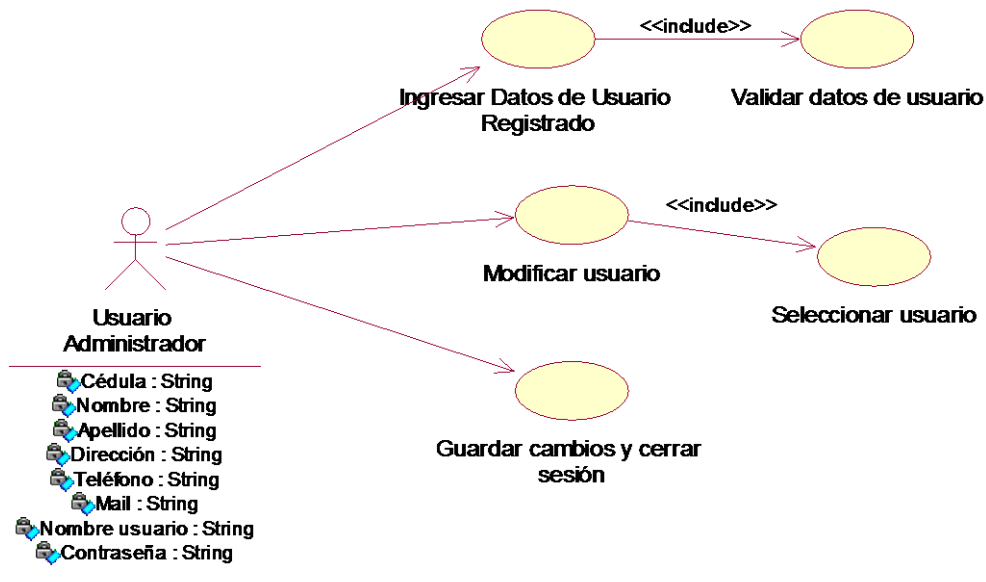 <<include>>
Ingresar Datos de Usuario
Registrado
Validar datos de usuario
<<include>>
Modificar usuario
Seleccionar usuario
Usuario
Administrador
Cédula : String
Nombre : String
Apellido : String
Dirección : String
Teléfono : String
Mail : String
Nombre usuario : String
Contraseña : String
Guardar cambios y cerrar
sesión